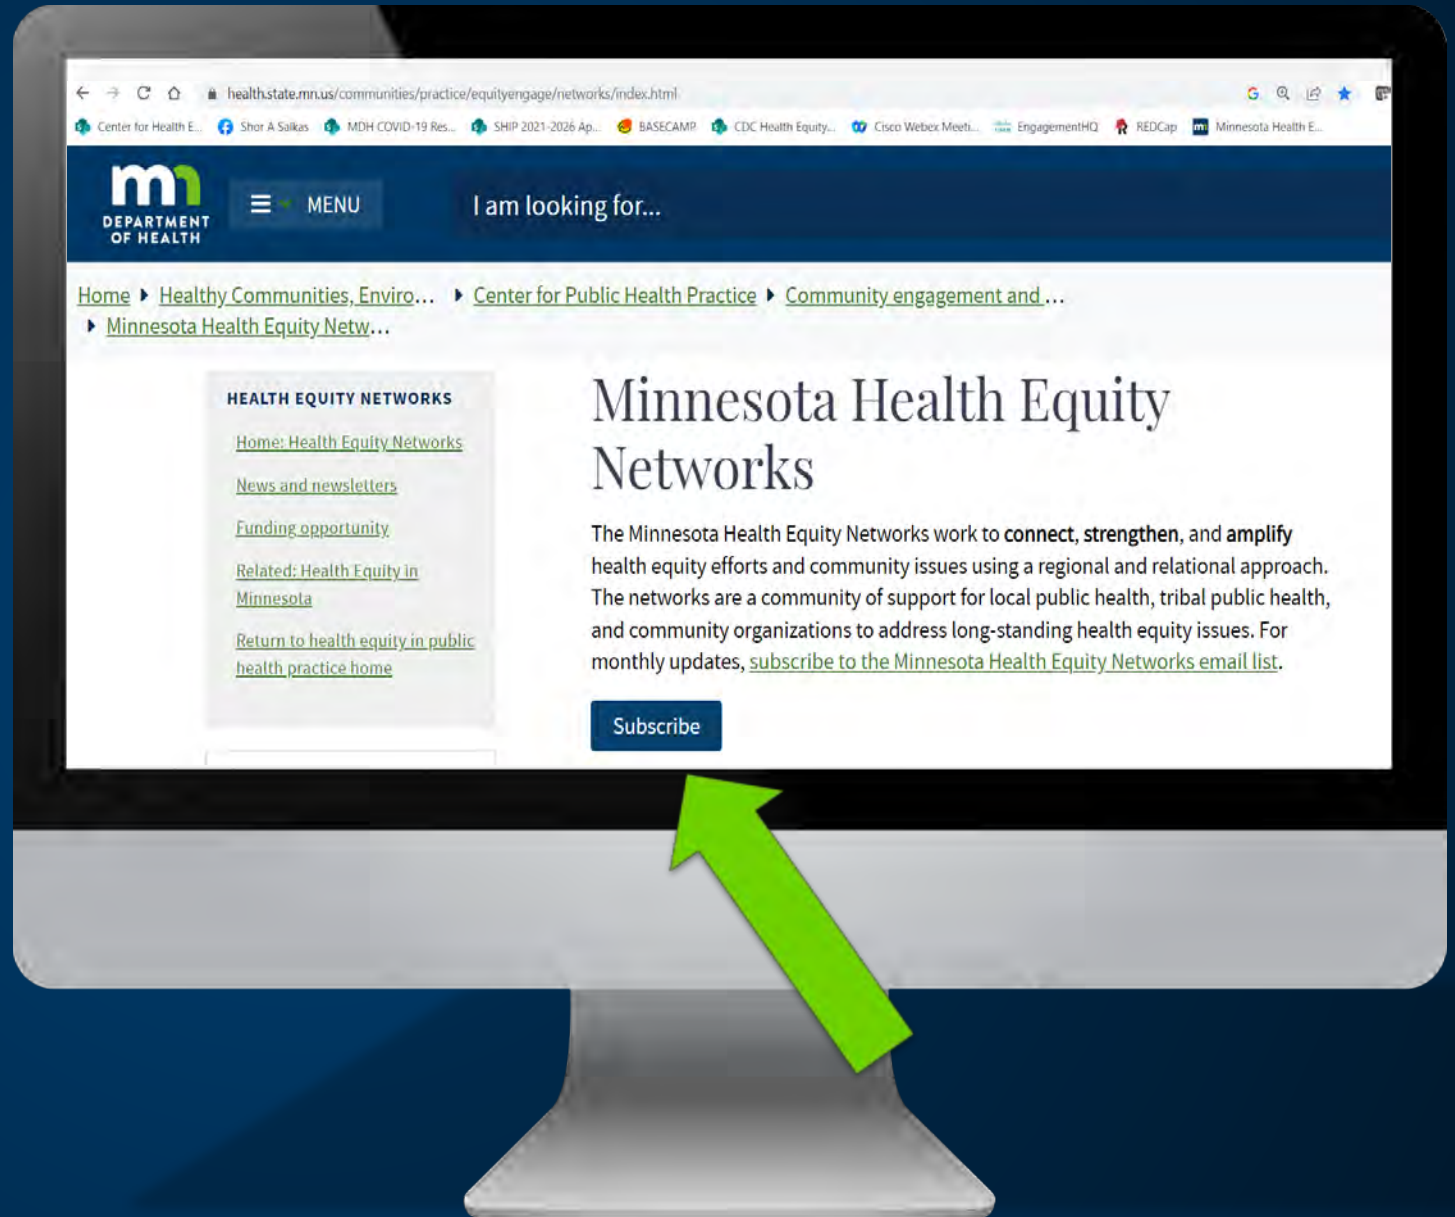 health.state.mn.us/communities/practice/equityengage/networks/index.html
Center for Health E... Shor A Salkas MDH COVID-19 Res... SHIP 2021-2026 Ap... BASECAMP CDC Health Equity... Cisco Webex Meeti... EngagementHQ REDCap Minnesota Health E...
mn
DEPARTMENT
OF HEALTH
MENU
I am looking for...
Home Healthy Communities, Enviro... Center for Public Health Practice Community engagement and ...
Minnesota Health Equity Netw...
HEALTH EQUITY NETWORKS
Home: Health Equity Networks
News and newsletters
Funding opportunity
Related: Health Equity in
Minnesota
Return to health equity in public
health practice home
Minnesota Health Equity
Networks
The Minnesota Health Equity Networks work to connect, strengthen, and amplify
health equity efforts and community issues using a regional and relational approach.
The networks are a community of support for local public health, tribal public health,
and community organizations to address long-standing health equity issues. For
monthly updates, subscribe to the Minnesota Health Equity Networks email list.
Subscribe